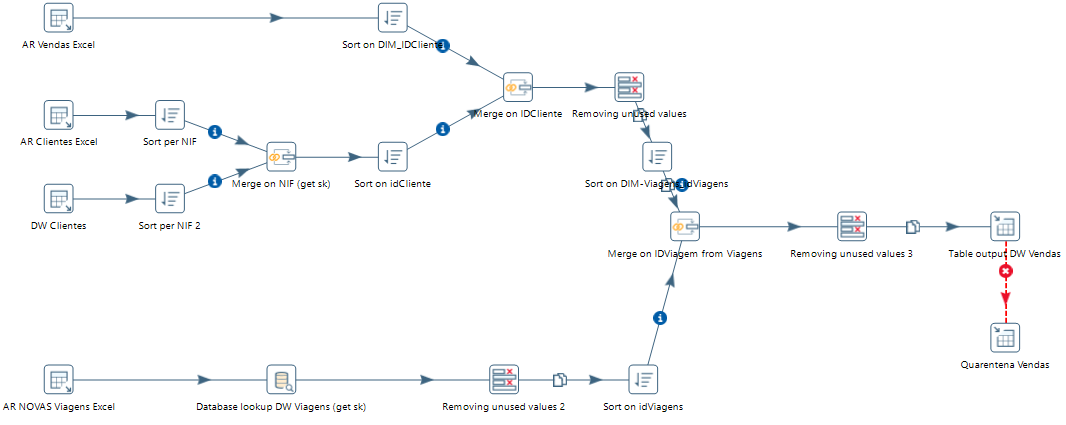 AR Vendas Excel
Sort on DIM_IDCliente
Merge on IDCliente
Removing unused values
AR Clientes Excel
Sort per NIF
Merge on NIF (get sk)
Sort on idCliente
Sort on DIM-Viagens idViagens
DW Clientes
Sort per NIF 2
Merge on IDViagem from Viagens
Removing unused values 3
Table output DW Vendas
Quarentena Vendas
AR NOVAS Viagens Excel
Database lookup DW Viagens (get sk)
Removing unused values 2
Sort on idViagens